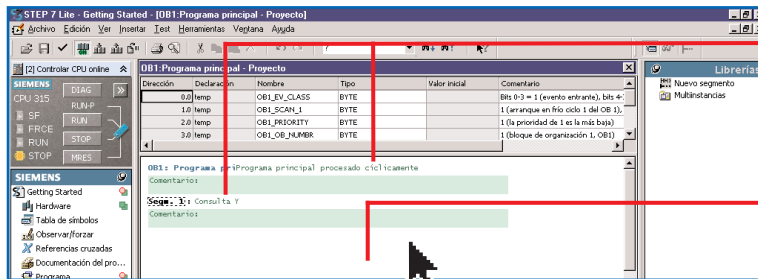 STEP 7 Lite - Getting Started - [OB1:Programa principal - Proyecto]
Archivo Edición Ver Insertar Test Herramientas Ventana Ayuda
[2] Controlar CPU online
SIEMENS
CPU 315
DIAG
RUN-P
SF
RUN
FRCE
RUN
STOP
STOP
MRES
SIEMENS
Getting Started
Hardware
Tabla de símbolos
Observar/forzar
Referencias cruzadas
Documentación del pro...
Programa
OB1:Programa principal - Proyecto
Dirección Declaración Nombre Tipo Valor inicial Comentario
0.0 temp OB1_EV_CLASS BYTE Bits 0-3 = 1 (evento entrante), bits 4-
1.0 temp OB1_SCAN_1 BYTE 1 (arranque en frío ciclo 1 del OB 1),
2.0 temp OB1_PRIORITY BYTE 1 (la prioridad de 1 es la más baja)
3.0 temp OB1_OB_NUMBR BYTE 1 (bloque de organización 1, OB1)
OB1: Programa priPrograma principal procesado cíclicamente
Comentario:
Segm. 1: Consulta Y
Comentario:
Librerías
Nuevo segmento
Multinstancias